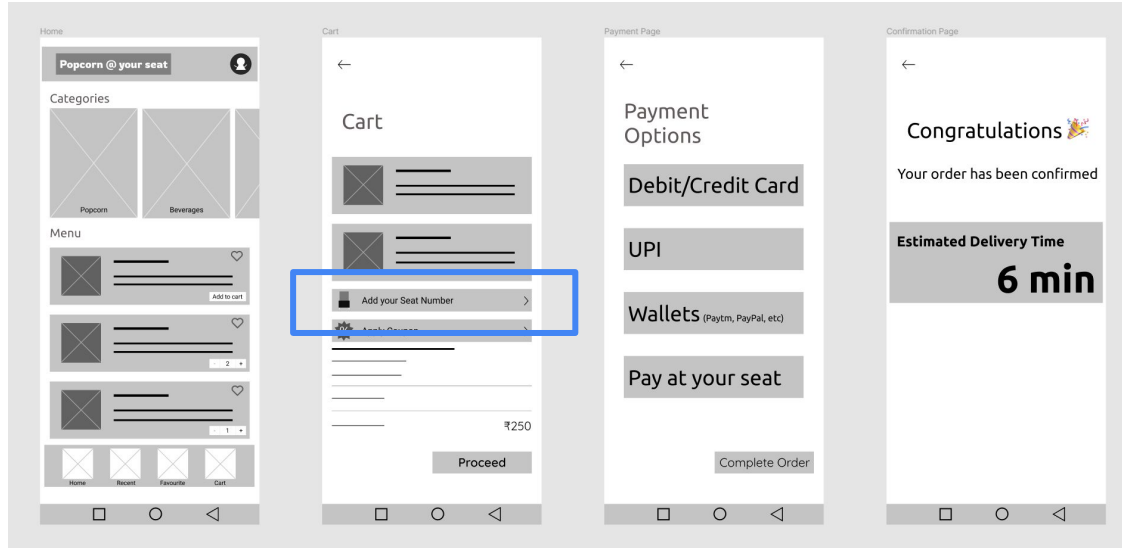 Home
Popcorn @ your seat
Categories
Popcorn
Beverages
Menu
Add to cart
- 2 +
- 1 +
Home
Recent
Favourite
Cart
Cart
←
Cart
Add your Seat Number >
Apply Coupon
₹250
Proceed
Payment Page
←
Payment
Options
Debit/Credit Card
UPI
Wallets (Paytm, PayPal, etc)
Pay at your seat
Complete Order
Confirmation Page
←
Congratulations 🎉
Your order has been confirmed
Estimated Delivery Time
6 min